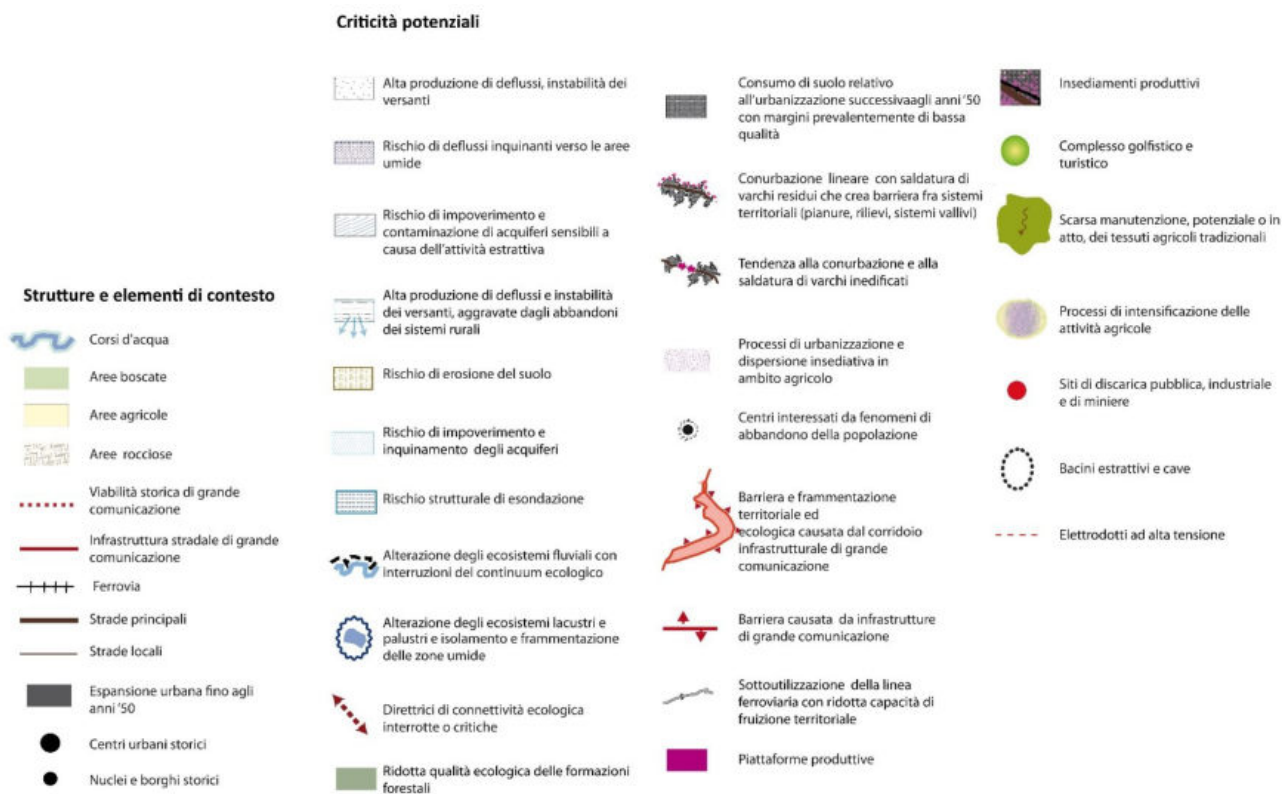 Criticità potenziali
Strutture e elementi di contesto
Corsi d'acqua
Aree boscate
Aree agricole
Aree rocciose
Viabilità storica di grande
comunicazione
Infrastruttura stradale di grande
comunicazione
Ferrovia
Strade principali
Strade locali
Espansione urbana fino agli
anni '50
Centri urbani storici
Nuclei e borghi storici
Alta produzione di deflussi, instabilità dei
versanti
Rischio di deflussi inquinanti verso le aree
umide
Rischio di impoverimento e
contaminazione di acquiferi sensibili a
causa dell'attività estrattiva
Alta produzione di deflussi e instabilità
dei versanti, aggravate dagli abbandoni
dei sistemi rurali
Rischio di erosione del suolo
Rischio di impoverimento e
inquinamento degli acquiferi
Rischio strutturale di esondazione
Alterazione degli ecosistemi fluviali con
interruzioni del continuum ecologico
Alterazione degli ecosistemi lacustri e
palustri e isolamento e frammentazione
delle zone umide
Direttrici di connettività ecologica
interrotte o critiche
Ridotta qualità ecologica delle formazioni
forestali
Consumo di suolo relativo
all'urbanizzazione successivaagli anni '50
con margini prevalentemente di bassa
qualità
Conurbazione lineare con saldatura di
varchi residui che crea barriera fra sistemi
territoriali (pianure, rilievi, sistemi vallivi)
Tendenza alla conurbazione e alla
saldatura di varchi inedificati
Processi di urbanizzazione e
dispersione insediativa in
ambito agricolo
Centri interessati da fenomeni di
abbandono della popolazione
Barriera e frammentazione
territoriale ed
ecologica causata dal corridoio
infrastrutturale di grande
comunicazione
Barriera causata da infrastrutture
di grande comunicazione
Sottoutilizzazione della linea
ferroviaria con ridotta capacità di
fruizione territoriale
Piattaforme produttive
Insediamenti produttivi
Complesso golfistico e
turistico
Scarsa manutenzione, potenziale o in
atto, dei tessuti agricoli tradizionali
Processi di intensificazione delle
attività agricole
Siti di discarica pubblica, industriale
e di miniere
Bacini estrattivi e cave
Elettrodotti ad alta tensione